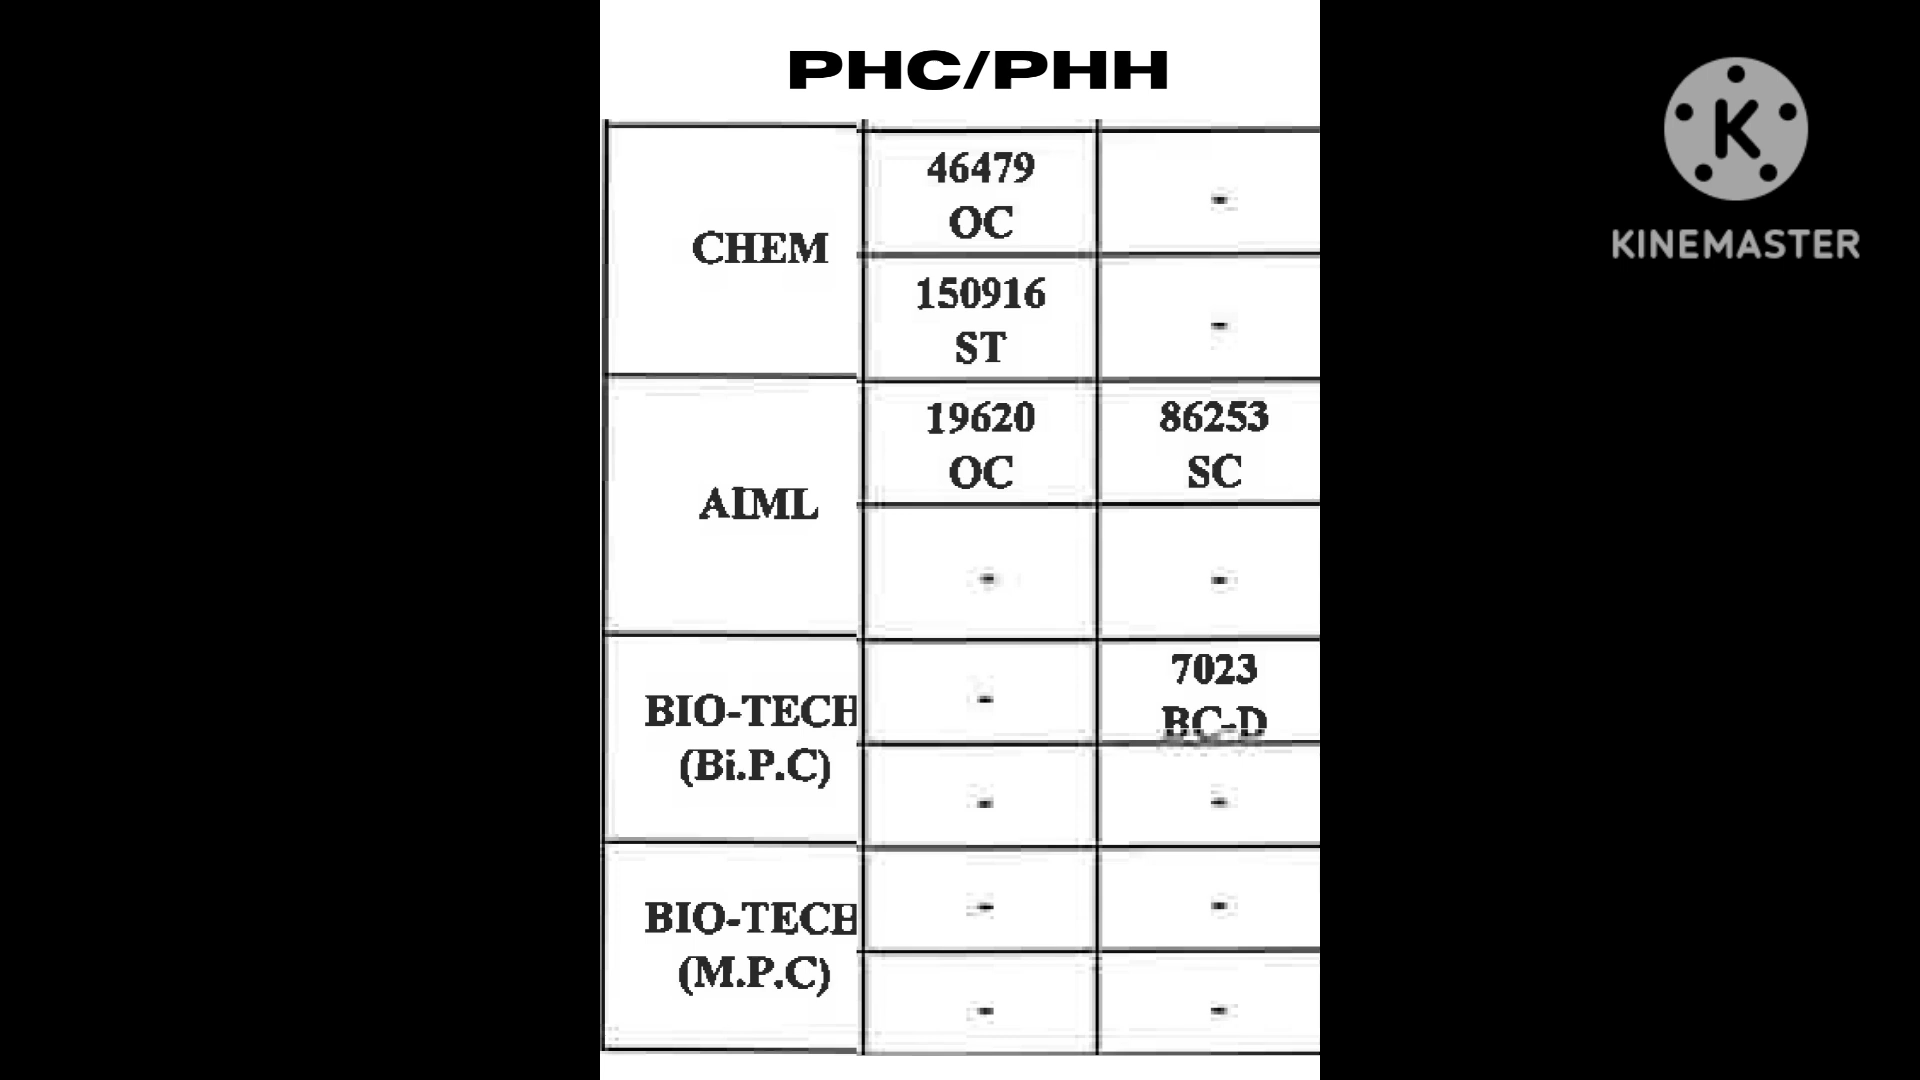 PHC/PHH
CHEM
46479
OC
-
150916
ST
-
AIML
19620
OC
86253
SC
-
-
BIO-TECH
(Bi.P.C)
-
7023
BC-D
-
-
BIO-TECH
(M.P.C)
-
-
-
-
K
KINEMASTER